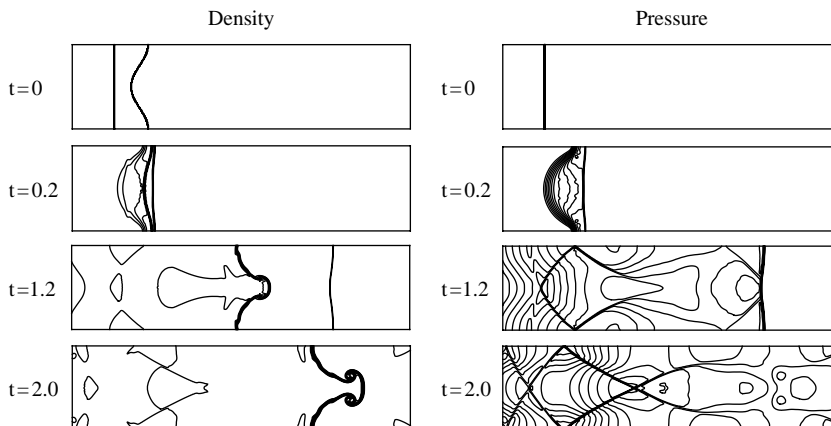 Density Pressure
t=0 t=0
t=0.2 t=0.2
t=1.2 t=1.2
t=2.0 t=2.0